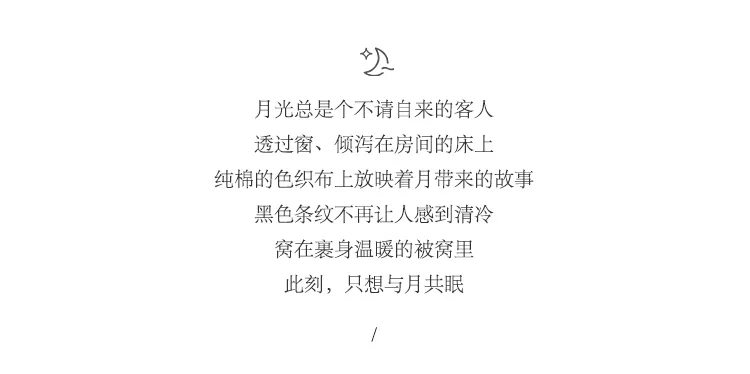 月光总是个不请自来的客人
透过窗、倾泻在房间的床上
纯棉的色织布上放映着月带来的故事
黑色条纹不再让人感到清冷
窝在裹身温暖的被窝里
此刻，只想与月共眠
/